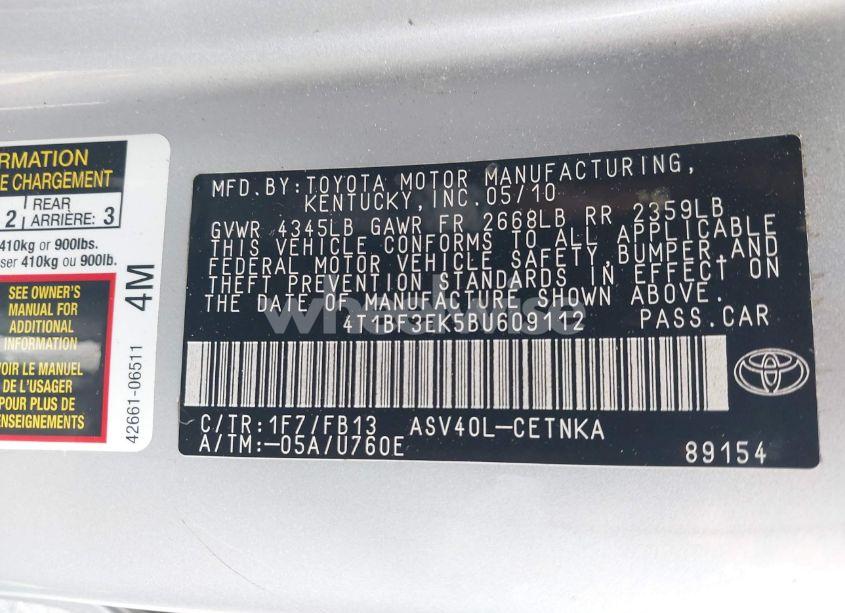 ORMATION
E CHARGEMENT
2
REAR
ARRIÈRE: 3
410kg or 900lbs.
ser 410kg ou 900lb.
SEE OWNER'S
MANUAL FOR
ADDITIONAL
INFORMATION
VOIR LE MANUEL
DE L'USAGER
POUR PLUS DE
RENSEIGNEMENTS
4M
42661-06511
MFD.BY:TOYOTA MOTOR MANUFACTURING,
KENTUCKY, INC.05/10
GVWR 4345LB GAWR FR 2668LB RR 2359LB
THIS VEHICLE CONFORMS TO ALL APPLICABLE
FEDERAL MOTOR VEHICLE SAFETY,BUMPER,AND
THEFT PREVENTION STANDARDS IN EFFECT ON
THE DATE OF MANUFACTURE SHOWN ABOVE.
4T1BF3EK5BU609112 PASS.CAR
C/TR:1F7/FB13 ASV40L-CETNKA
A/TM:-05A/U760E
89154